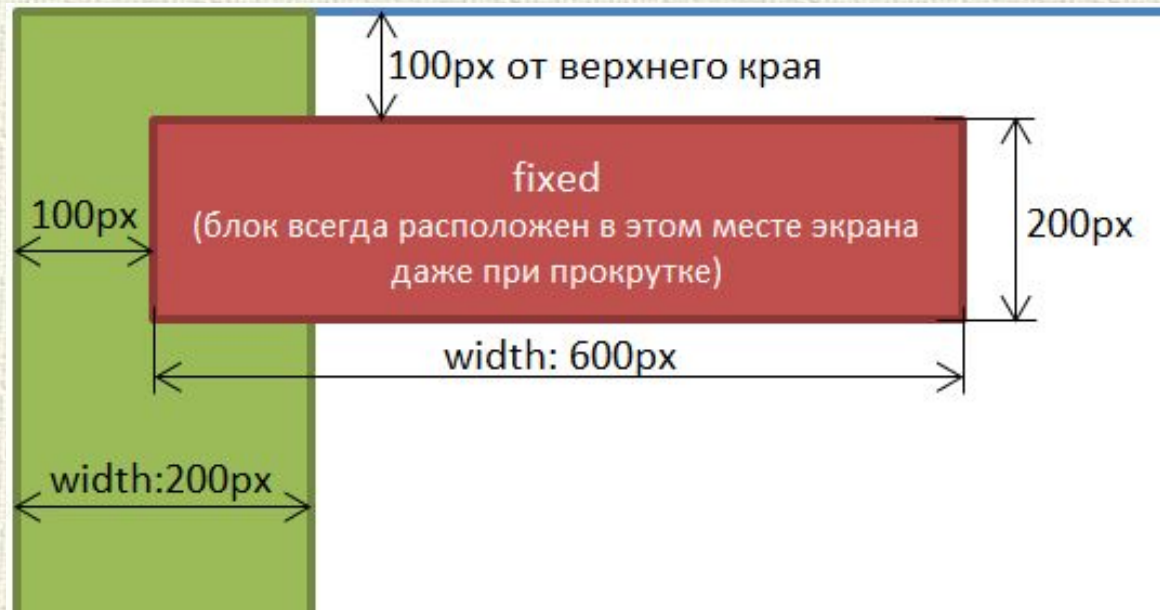 100px от верхнего края
fixed
(блок всегда расположен в этом месте экрана
даже при прокрутке)
100px
200px
width: 600px
width:200px